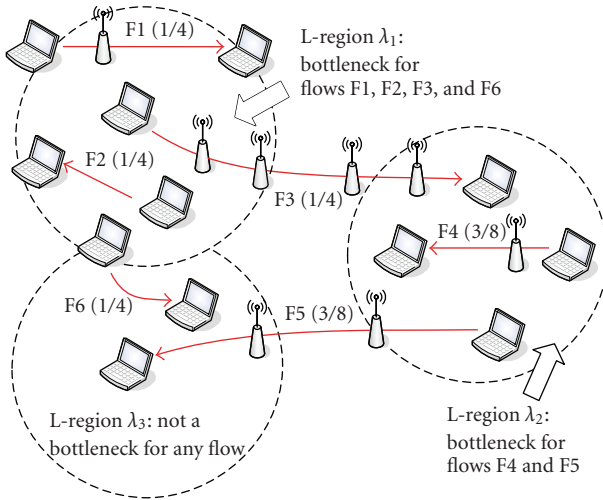 F1 (1/4)
L-region λ₁:
bottleneck for
flows F1, F2, F3, and F6
F2 (1/4)
F3 (1/4)
F4 (3/8)
F6 (1/4)
F5 (3/8)
L-region λ₃: not a
bottleneck for any flow
L-region λ₂:
bottleneck for
flows F4 and F5